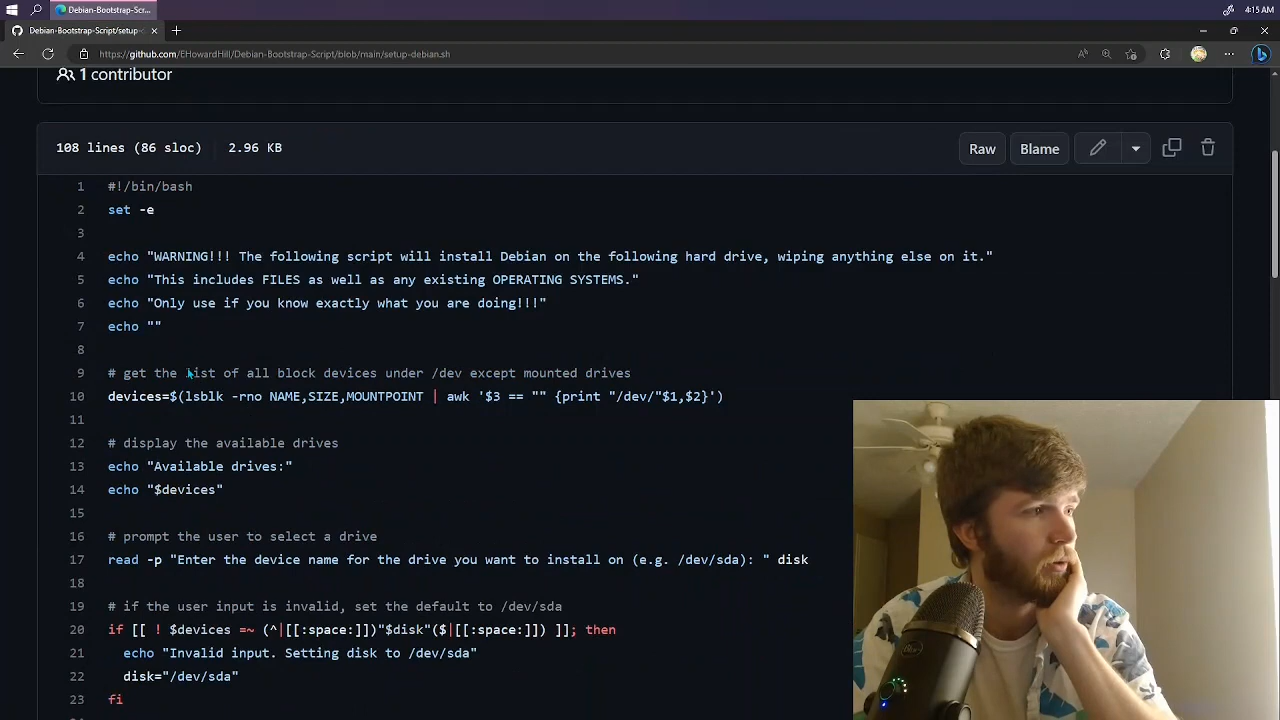 Debian-Bootstrap-Scr...
4:15 AM
Debian-Bootstrap-Script/setup-
https://github.com/EHowardHill/Debian-Bootstrap-Script/blob/main/setup-debian.sh
1 contributor
108 lines (86 sloc) 2.96 KB
Raw Blame
1 #!/bin/bash
2 set -e
3
4 echo "WARNING!!! The following script will install Debian on the following hard drive, wiping anything else on it."
5 echo "This includes FILES as well as any existing OPERATING SYSTEMS."
6 echo "Only use if you know exactly what you are doing!!!"
7 echo ""
8
9 # get the list of all block devices under /dev except mounted drives
10 devices=$(lsblk -rno NAME,SIZE,MOUNTPOINT | awk '$3 == "" {print "/dev/"$1,$2}')
11
12 # display the available drives
13 echo "Available drives:"
14 echo "$devices"
15
16 # prompt the user to select a drive
17 read -p "Enter the device name for the drive you want to install on (e.g. /dev/sda): " disk
18
19 # if the user input is invalid, set the default to /dev/sda
20 if [[ ! $devices =~ (^|[[:space:]])"$disk"($|[[:space:]]) ]]; then
21 echo "Invalid input. Setting disk to /dev/sda"
22 disk="/dev/sda"
23 fi